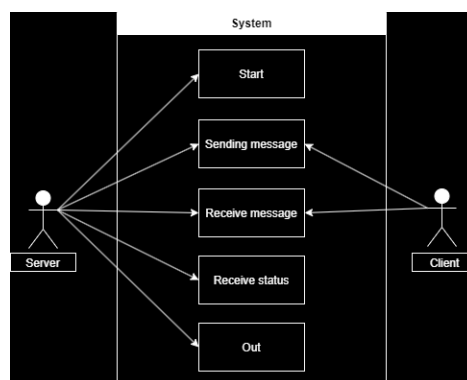 System
Start
Sending message
Receive message
Server
Client
Receive status
Out